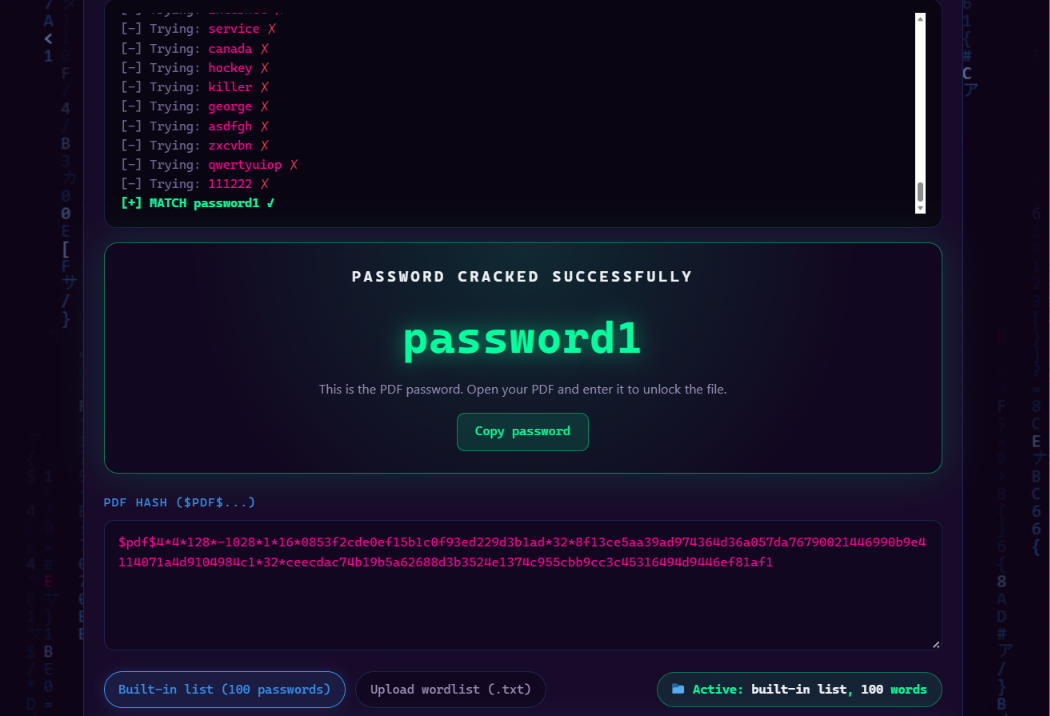 [-] Trying: service ✗
[-] Trying: canada ✗
[-] Trying: hockey ✗
[-] Trying: killer ✗
[-] Trying: george ✗
[-] Trying: asdfgh ✗
[-] Trying: zxcvbn ✗
[-] Trying: qwertyuiop ✗
[-] Trying: 111222 ✗
[+] MATCH password1 ✓
PASSWORD CRACKED SUCCESSFULLY
password1
This is the PDF password. Open your PDF and enter it to unlock the file.
Copy password
PDF HASH ($PDF$...)
$pdf$4*4*128*-1028*1*16*0853f2cde0ef15b1c0f93ed229d3b1ad*32*8f13ce5aa39ad974364d36a057da76790021446990b9e4
114071a4d9104984c1*32*ceecdac74b19b5a62688d3b3524e1374c955cbb9cc3c45316494d9446ef81af1
Built-in list (100 passwords)
Upload wordlist (.txt)
Active: built-in list, 100 words